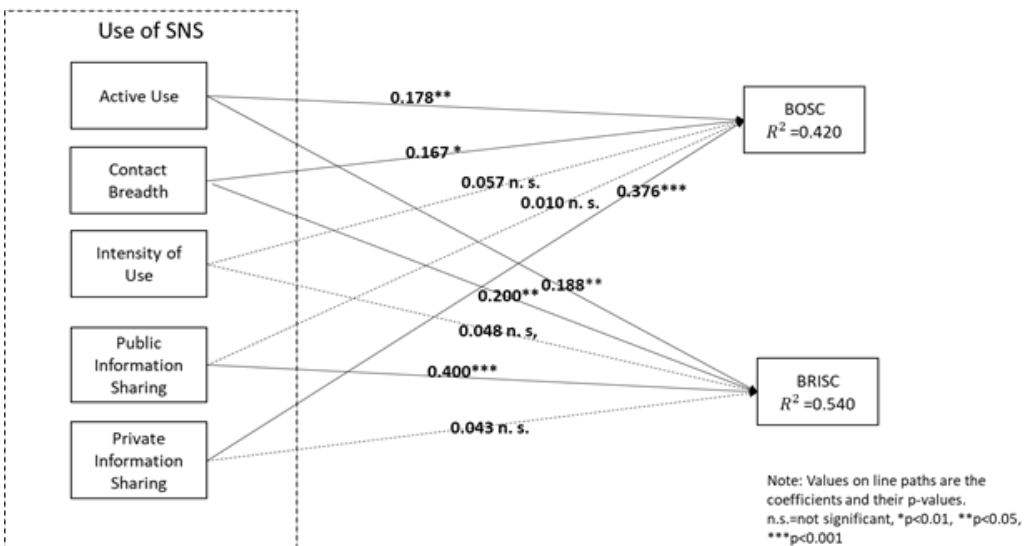 Use of SNS
Active Use
Contact
Breadth
Intensity of
Use
Public
Information
Sharing
Private
Information
Sharing
0.178**
0.167 *
0.057 n. s.
0.010 n. s.
0.376***
0.188**
0.200**
0.048 n. s,
0.400***
0.043 n. s.
BOSC
R² =0.420
BRISC
R² =0.540
Note: Values on line paths are the
coefficients and their p-values.
n.s.=not significant, *p<0.01, **p<0.05,
***p<0.001